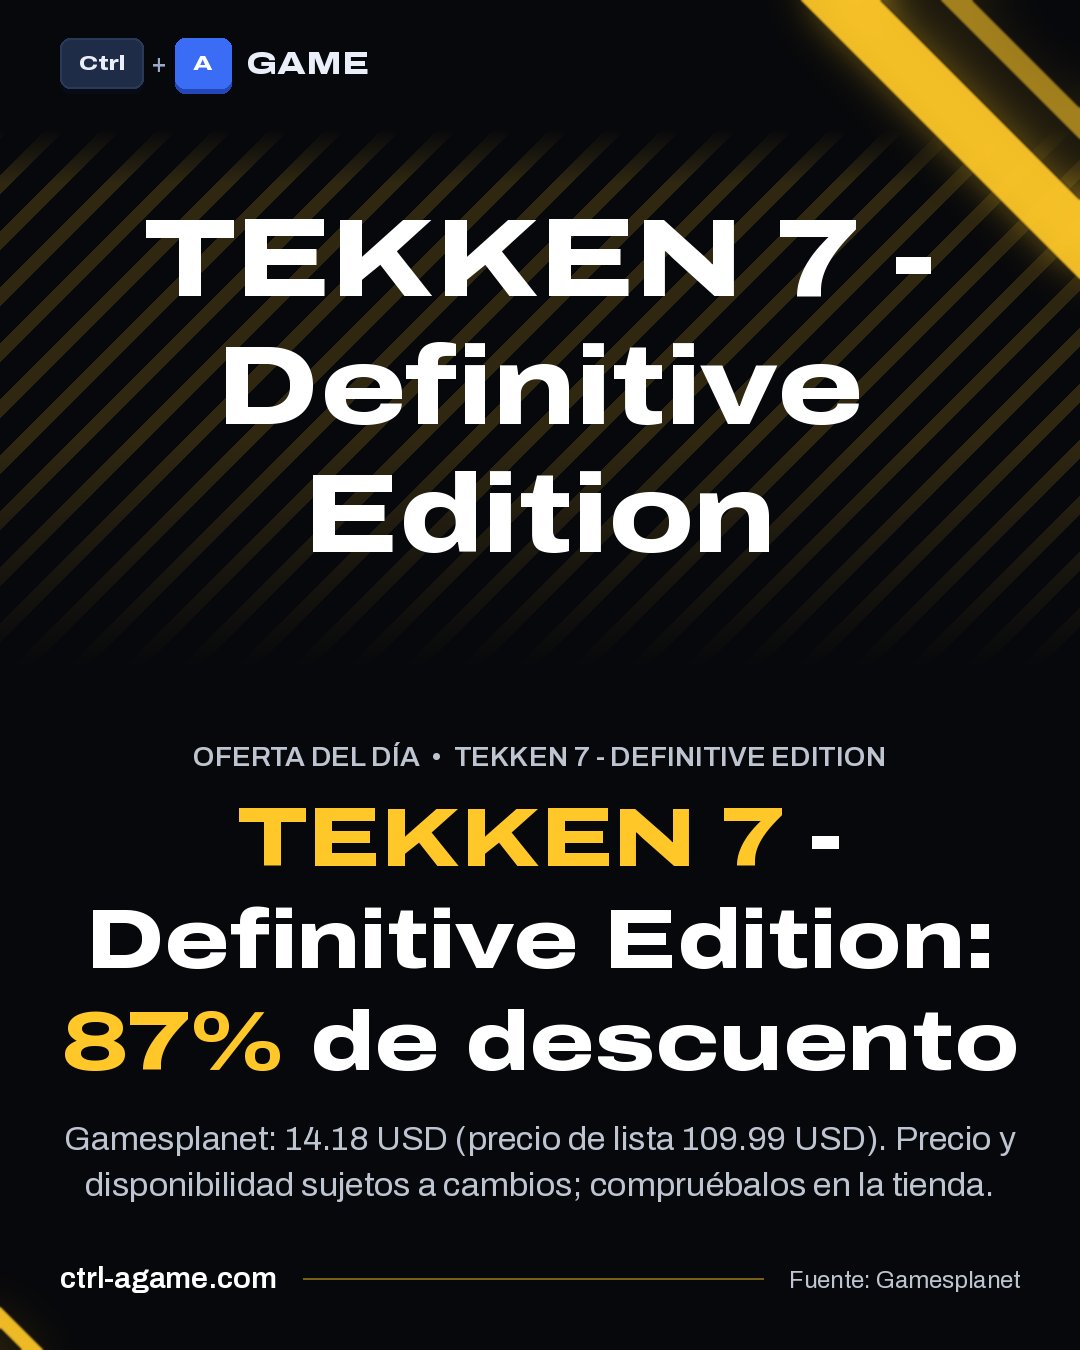 Ctrl + A GAME
TEKKEN 7 -
Definitive
Edition
OFERTA DEL DÍA • TEKKEN 7 - DEFINITIVE EDITION
TEKKEN 7 -
Definitive Edition:
87% de descuento
Gamesplanet: 14.18 USD (precio de lista 109.99 USD). Precio y
disponibilidad sujetos a cambios; compruébalos en la tienda.
ctrl-agame.com
Fuente: Gamesplanet